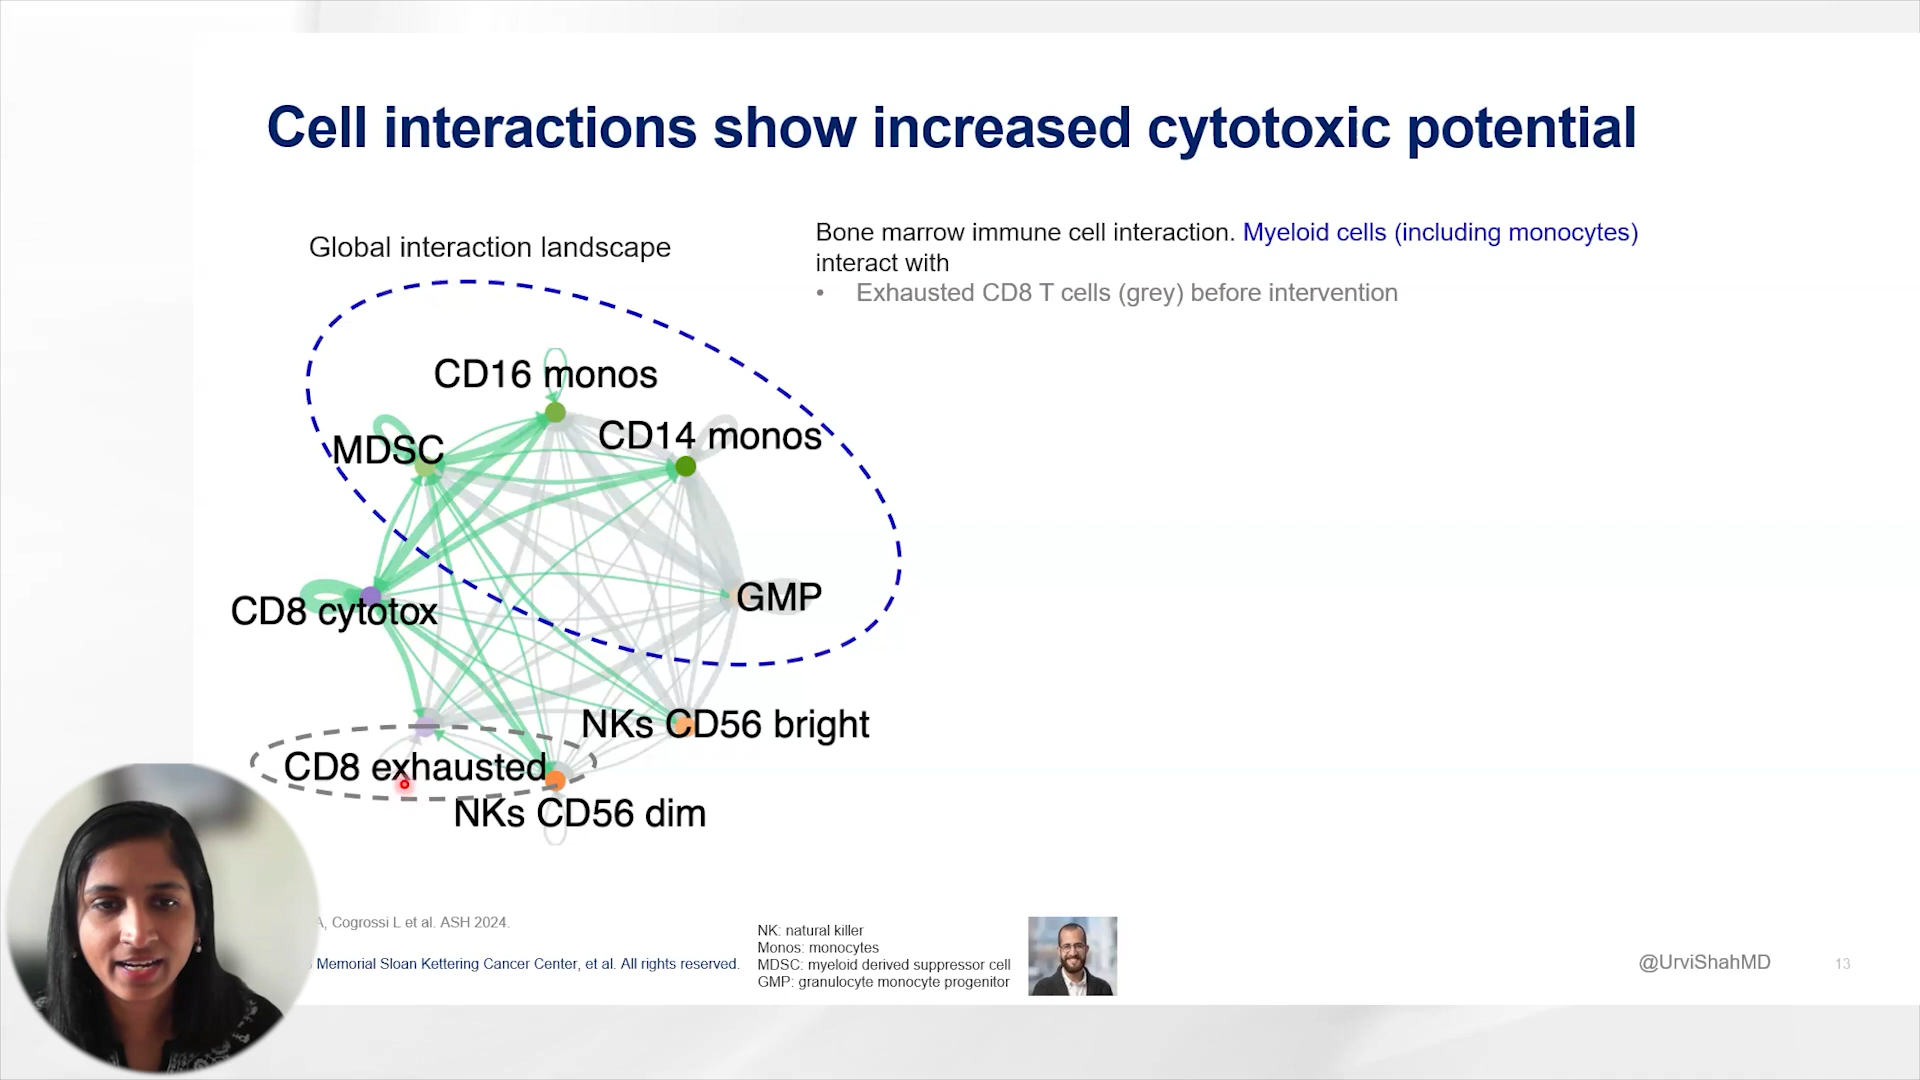 Cell interactions show increased cytotoxic potential
Global interaction landscape
Bone marrow immune cell interaction. Myeloid cells (including monocytes)
interact with
• Exhausted CD8 T cells (grey) before intervention
CD16 monos
CD14 monos
MDSC
GMP
CD8 cytotox
NKs CD56 bright
CD8 exhausted
NKs CD56 dim
A, Cogrossi L et al. ASH 2024.
Memorial Sloan Kettering Cancer Center, et al. All rights reserved.
NK: natural killer
Monos: monocytes
MDSC: myeloid derived suppressor cell
GMP: granulocyte monocyte progenitor
@UrviShahMD
13